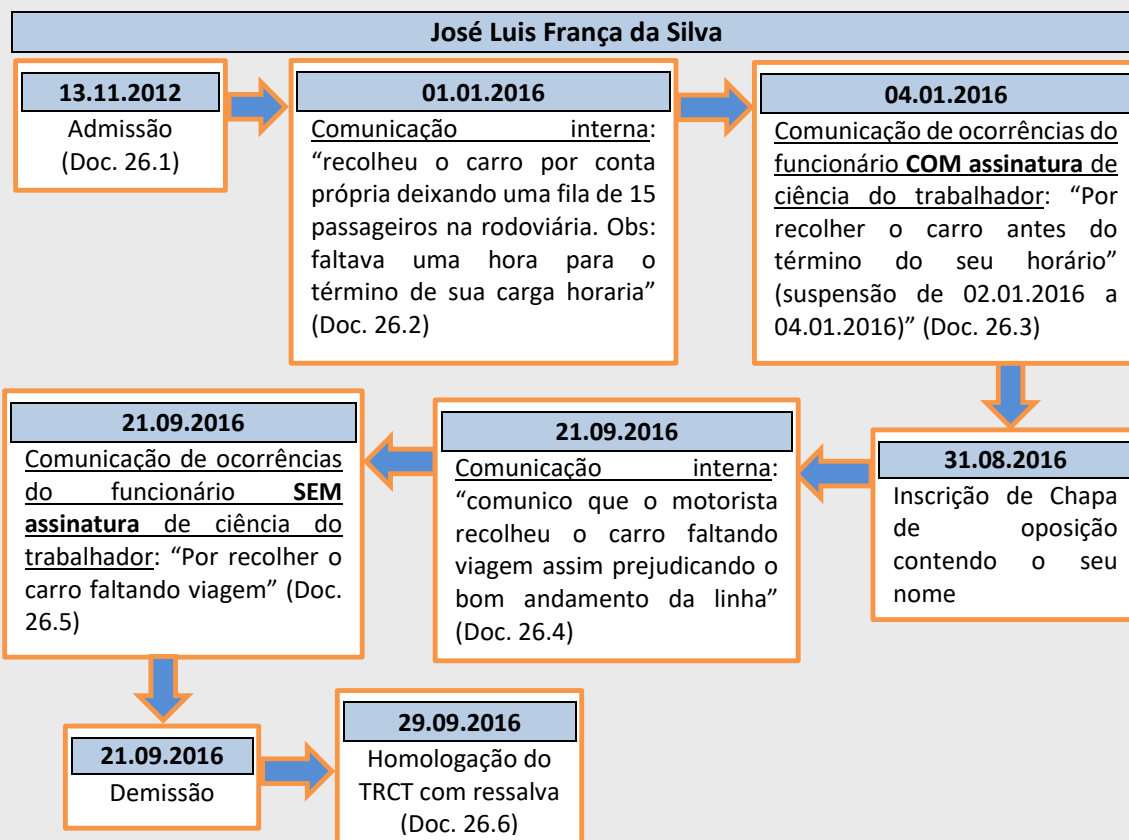 José Luis França da Silva
13.11.2012
Admissão
(Doc. 26.1)
01.01.2016
Comunicação interna:
“recolheu o carro por conta
própria deixando uma fila de 15
passageiros na rodoviária. Obs:
faltava uma hora para o
término de sua carga horaria”
(Doc. 26.2)
04.01.2016
Comunicação de ocorrências do
funcionário COM assinatura de
ciência do trabalhador: “Por
recolher o carro antes do
término do seu horário”
(suspensão de 02.01.2016 a
04.01.2016)” (Doc. 26.3)
31.08.2016
Inscrição de Chapa
de oposição
contendo o seu
nome
21.09.2016
Comunicação interna:
“comunico que o motorista
recolheu o carro faltando
viagem assim prejudicando o
bom andamento da linha”
(Doc. 26.4)
21.09.2016
Comunicação de ocorrências
do funcionário SEM
assinatura de ciência do
trabalhador: “Por recolher o
carro faltando viagem” (Doc.
26.5)
21.09.2016
Demissão
29.09.2016
Homologação do
TRCT com ressalva
(Doc. 26.6)